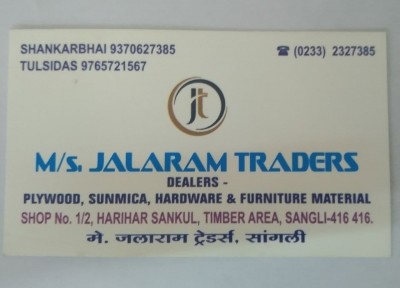 SHANKARBHAI 9370627385
☎ (0233) 2327385
TULSIDAS 9765721567
jt
M/s. JALARAM TRADERS
DEALERS -
PLYWOOD, SUNMICA, HARDWARE & FURNITURE MATERIAL
SHOP No. 1/2, HARIHAR SANKUL, TIMBER AREA, SANGLI-416 416.
मे. जलाराम ट्रेडर्स, सांगली